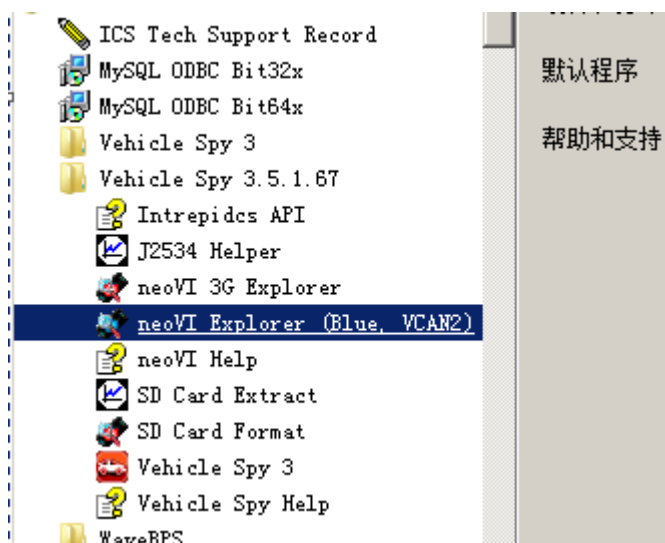 ICS Tech Support Record
MySQL ODBC Bit32x
MySQL ODBC Bit64x
Vehicle Spy 3
Vehicle Spy 3.5.1.67
Intrepidcs API
J2534 Helper
neoVI 3G Explorer
neoVI Explorer (Blue, VCAN2)
neoVI Help
SD Card Extract
SD Card Format
Vehicle Spy 3
Vehicle Spy Help
WaveBPS
默认程序
帮助和支持